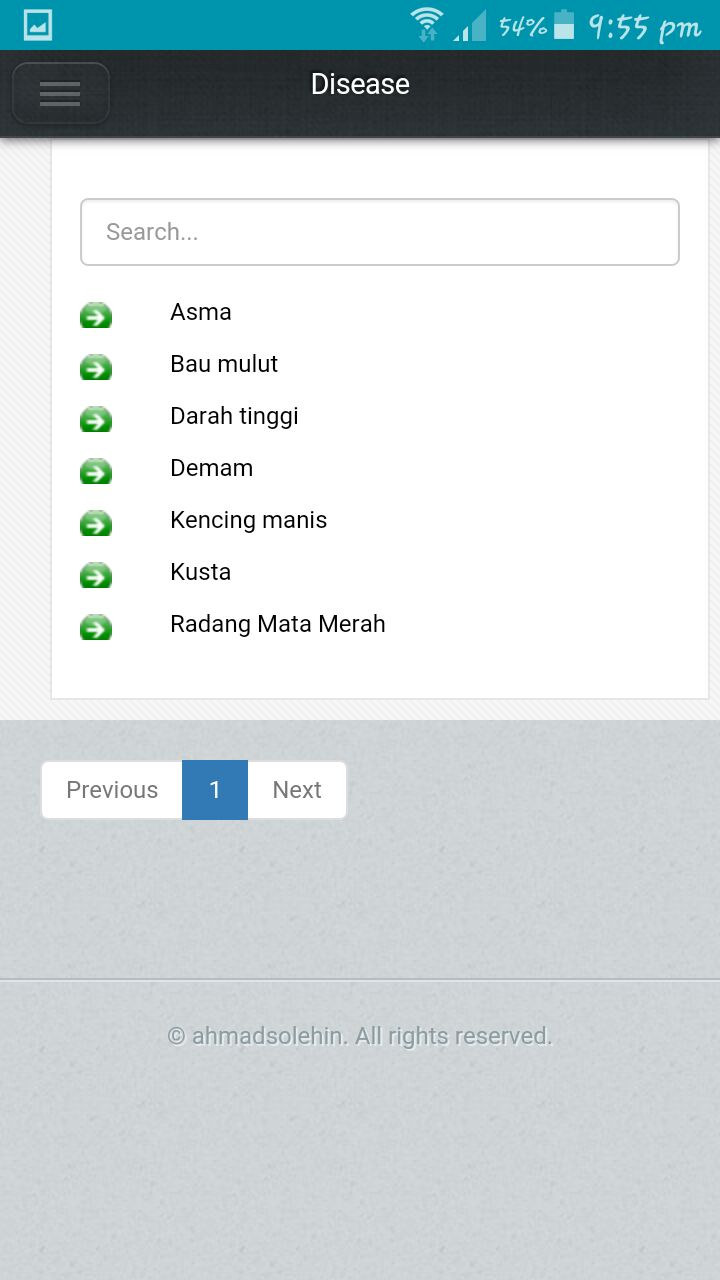 54% 9:55 pm
Disease
Search...
Asma
Bau mulut
Darah tinggi
Demam
Kencing manis
Kusta
Radang Mata Merah
Previous 1 Next
© ahmadsolehin. All rights reserved.